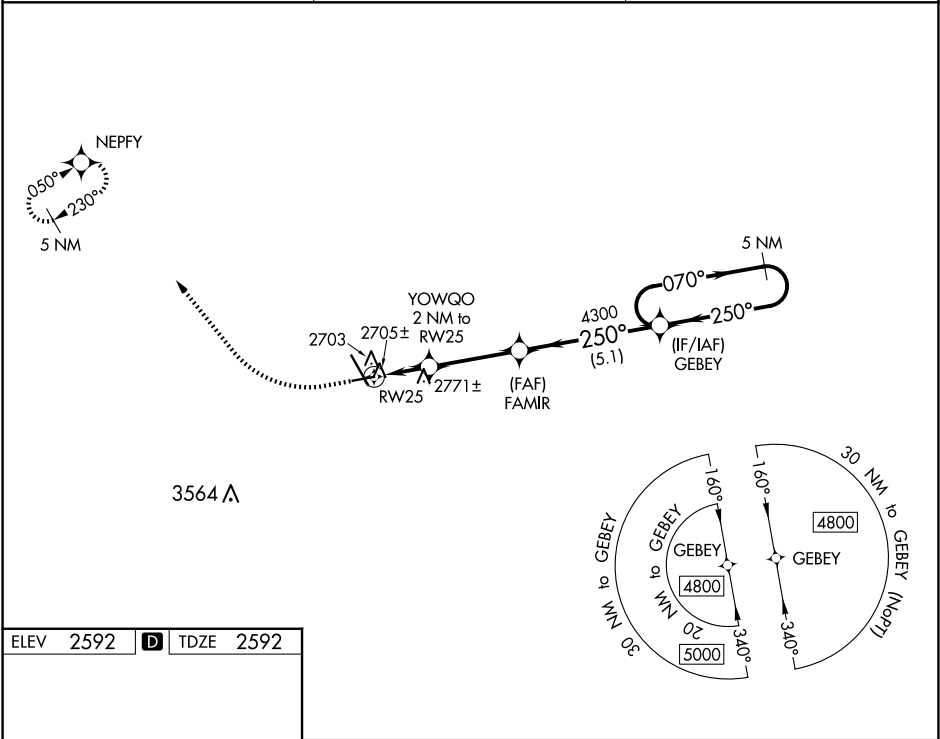 NEPFY
050°
230°
5 NM
5 NM
070°
250°
(IF/IAF)
GEBEY
4300
250°
(5.1)
(FAF)
FAMIR
YOWQO
2 NM to
RW25
2703
2705±
2771±
RW25
3564
30 NM to GEBEY
20 NM to GEBEY
160°
GEBEY
4800
5000
340°
160°
30 NM to GEBEY (NoPT)
4800
GEBEY
340°
ELEV 2592 D TDZE 2592